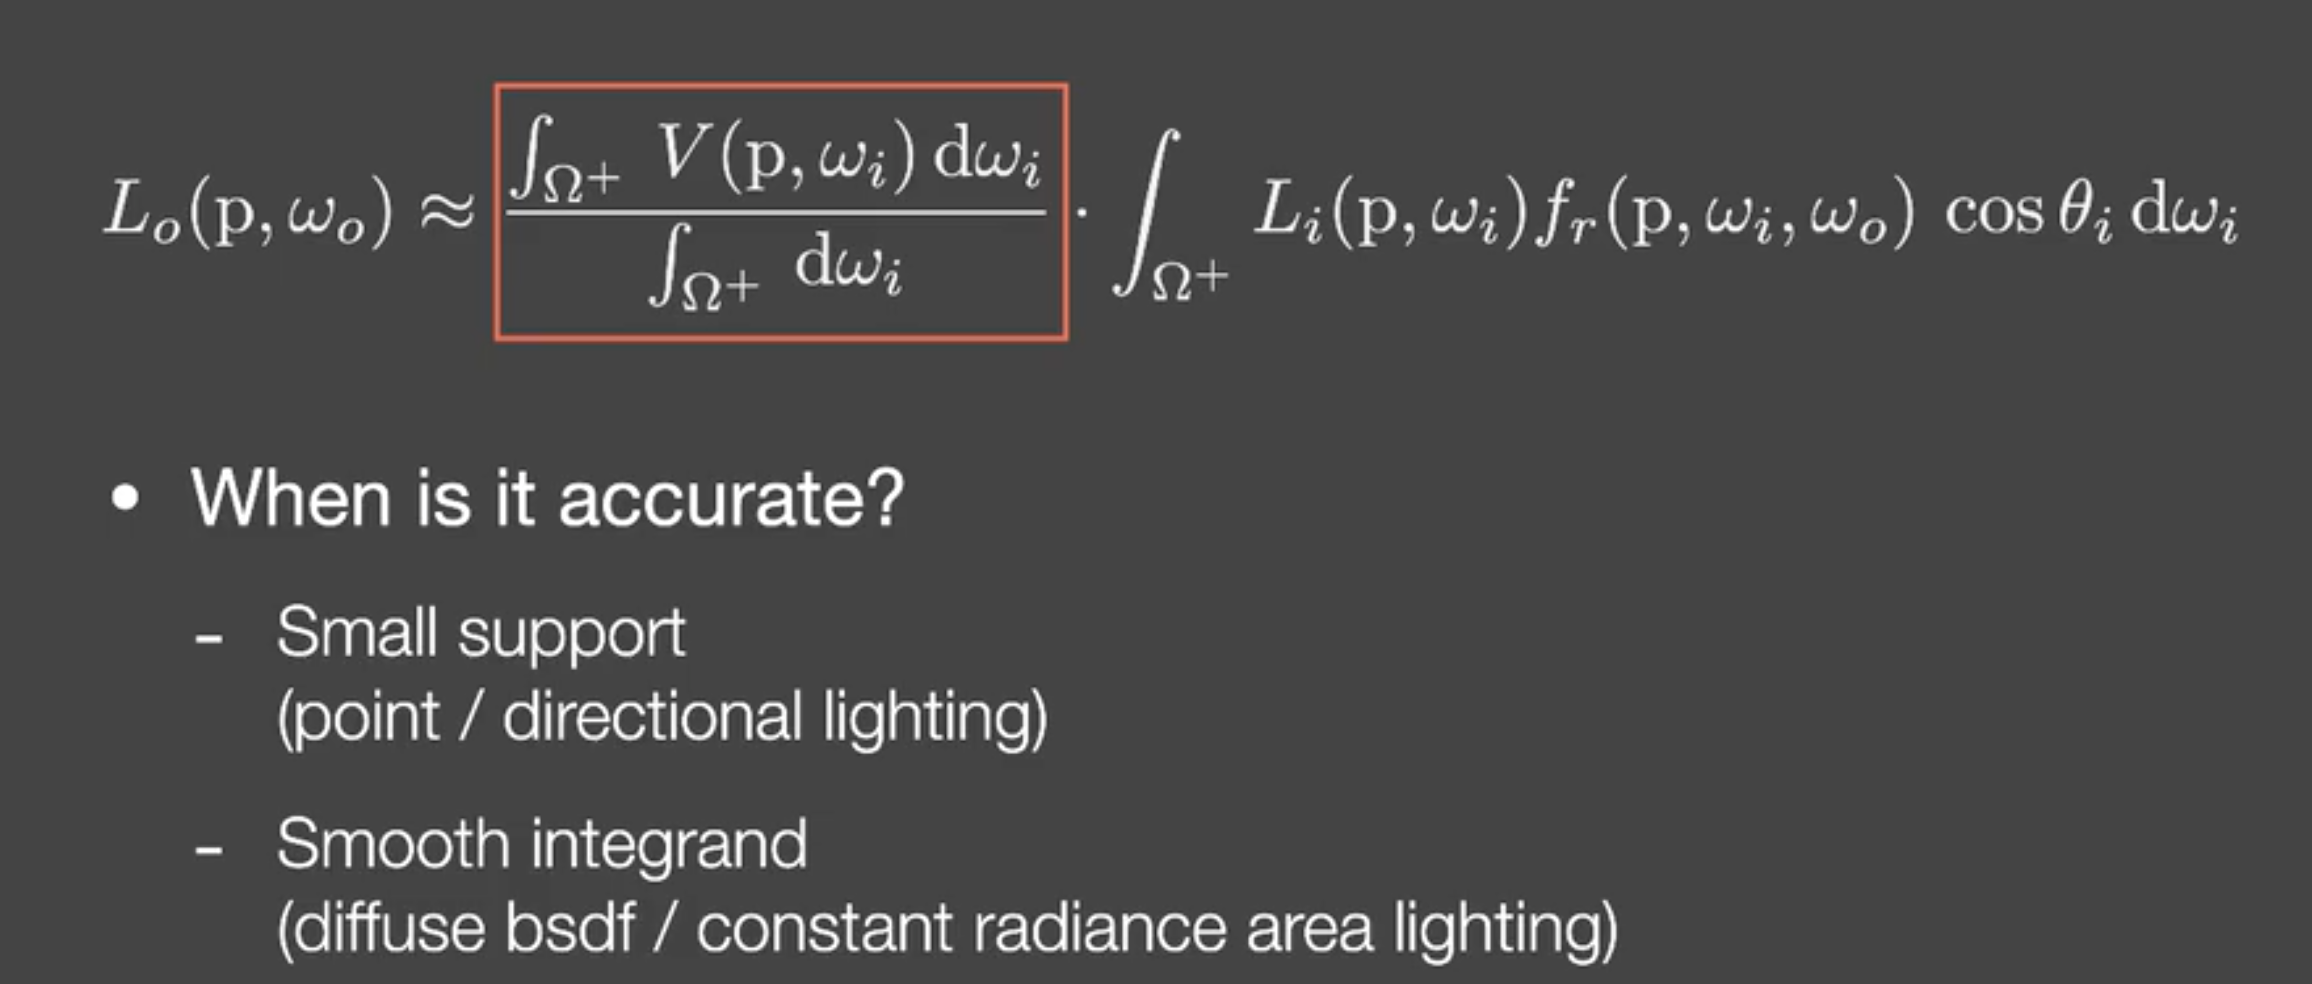 $L_o(\mathrm{p}, \omega_o) \approx \frac{\int_{\Omega^+} V(\mathrm{p}, \omega_i) \, \mathrm{d}\omega_i}{\int_{\Omega^+} \mathrm{d}\omega_i} \cdot \int_{\Omega^+} L_i(\mathrm{p}, \omega_i) f_r(\mathrm{p}, \omega_i, \omega_o) \cos\theta_i \, \mathrm{d}\omega_i$
• When is it accurate?
- Small support
(point / directional lighting)
- Smooth integrand
(diffuse bsdf / constant radiance area lighting)